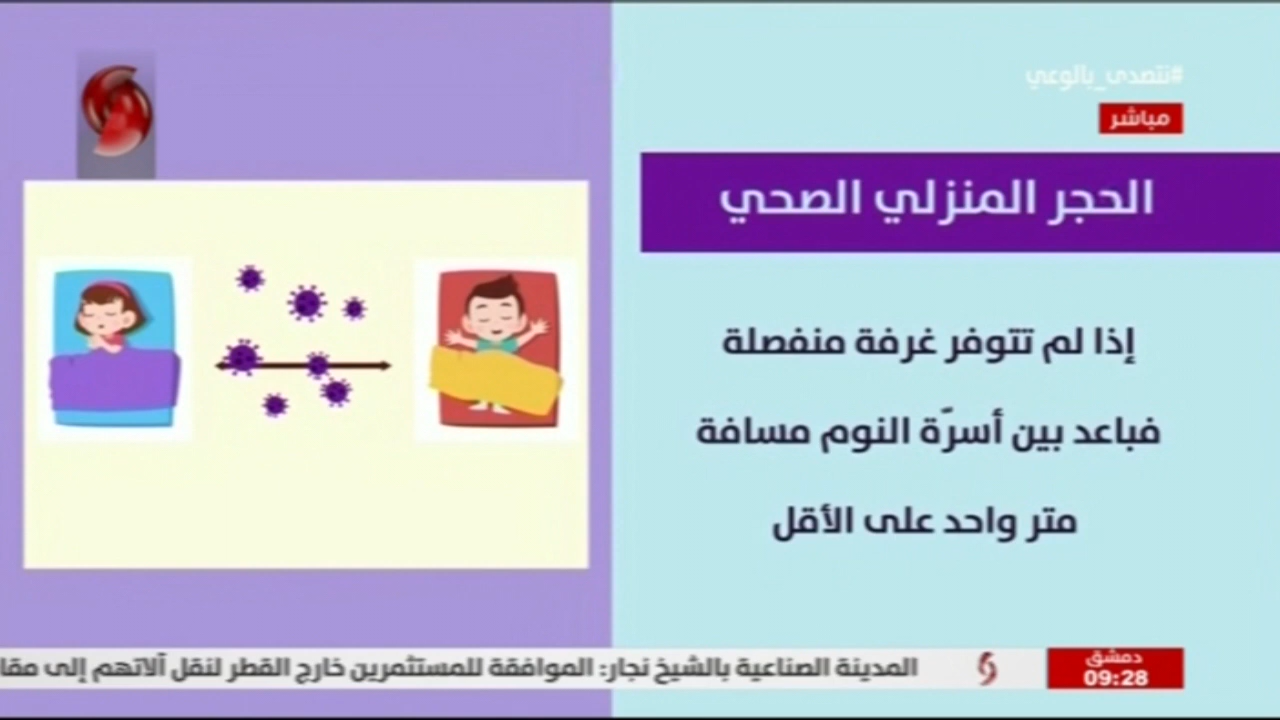 #نتصدى_بالوعي
مباشر
الحجر المنزلي الصحي
إذا لم تتوفر غرفة منفصلة
فباعد بين أسرّة النوم مسافة
متر واحد على الأقل
دمشق
09:28
المدينة الصناعية بالشيخ نجار: الموافقة للمستثمرين خارج القطر لنقل آلاتهم إلى